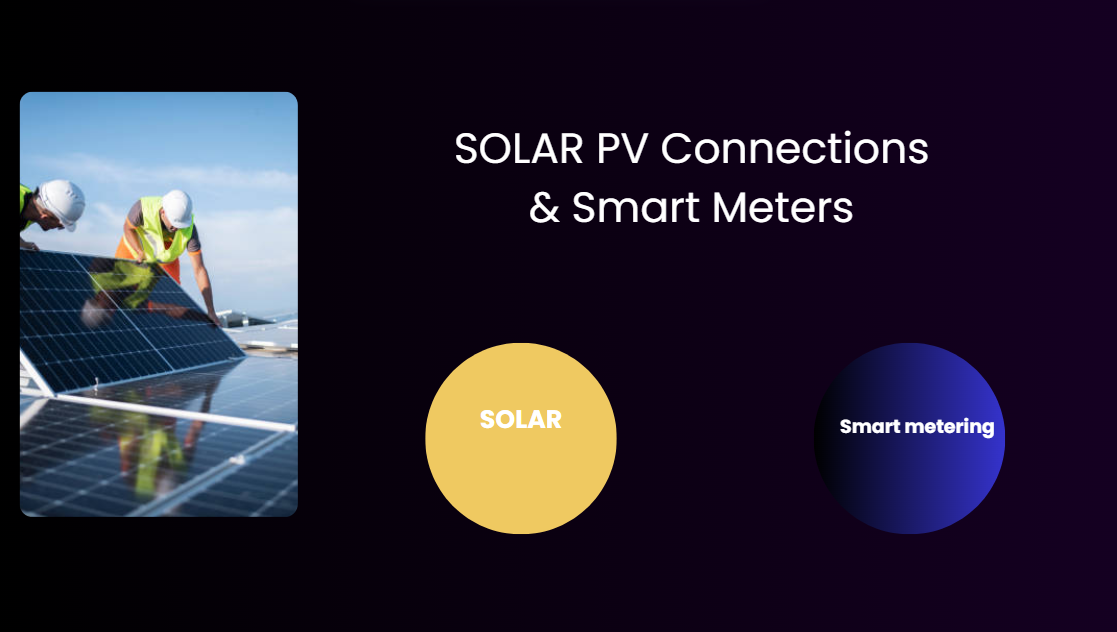 SOLAR PV Connections
& Smart Meters
SOLAR
Smart metering